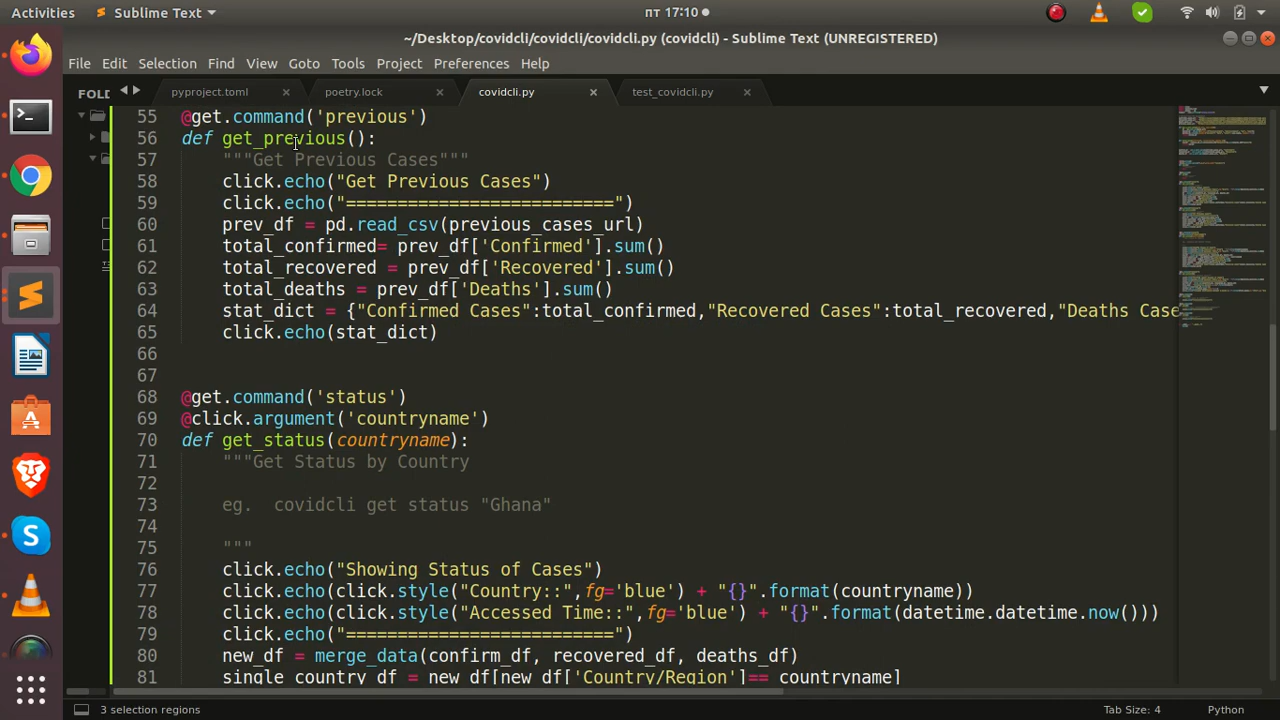 Activities
Sublime Text
пт 17:10
~/Desktop/covidcli/covidcli/covidcli.py (covidcli) - Sublime Text (UNREGISTERED)
File Edit Selection Find View Goto Tools Project Preferences Help
FOLD
pyproject.toml
poetry.lock
covidcli.py
test_covidcli.py
55 @get.command('previous')
56 def get_previous():
57 """Get Previous Cases"""
58 click.echo("Get Previous Cases")
59 click.echo("==========================")
60 prev_df = pd.read_csv(previous_cases_url)
61 total_confirmed= prev_df['Confirmed'].sum()
62 total_recovered = prev_df['Recovered'].sum()
63 total_deaths = prev_df['Deaths'].sum()
64 stat_dict = {"Confirmed Cases":total_confirmed,"Recovered Cases":total_recovered,"Deaths Case
65 click.echo(stat_dict)
66
67
68 @get.command('status')
69 @click.argument('countryname')
70 def get_status(countryname):
71 """Get Status by Country
72
73 eg. covidcli get status "Ghana"
74
75 """
76 click.echo("Showing Status of Cases")
77 click.echo(click.style("Country::",fg='blue') + "{}".format(countryname))
78 click.echo(click.style("Accessed Time::",fg='blue') + "{}".format(datetime.datetime.now()))
79 click.echo("==========================")
80 new_df = merge_data(confirm_df, recovered_df, deaths_df)
81 single_country_df = new_df[new_df['Country/Region']== countryname]
3 selection regions
Tab Size: 4
Python